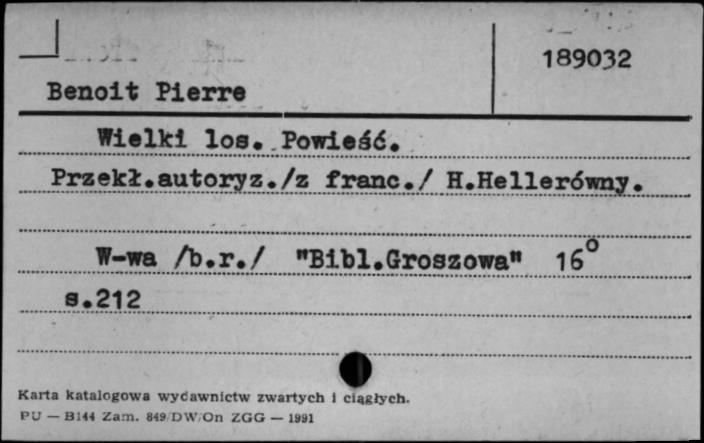 189032
Benoit Pierre
Wielki los. Powieść.
Przekł.autoryz./z franc./ H.Hellerówny.
W-wa /b.r./ "Bibl.Groszowa" 16°
s.212
Karta katalogowa wydawnictw zwartych i ciągłych.
PU — B144 Zam. 849/DW/On ZGG — 1991